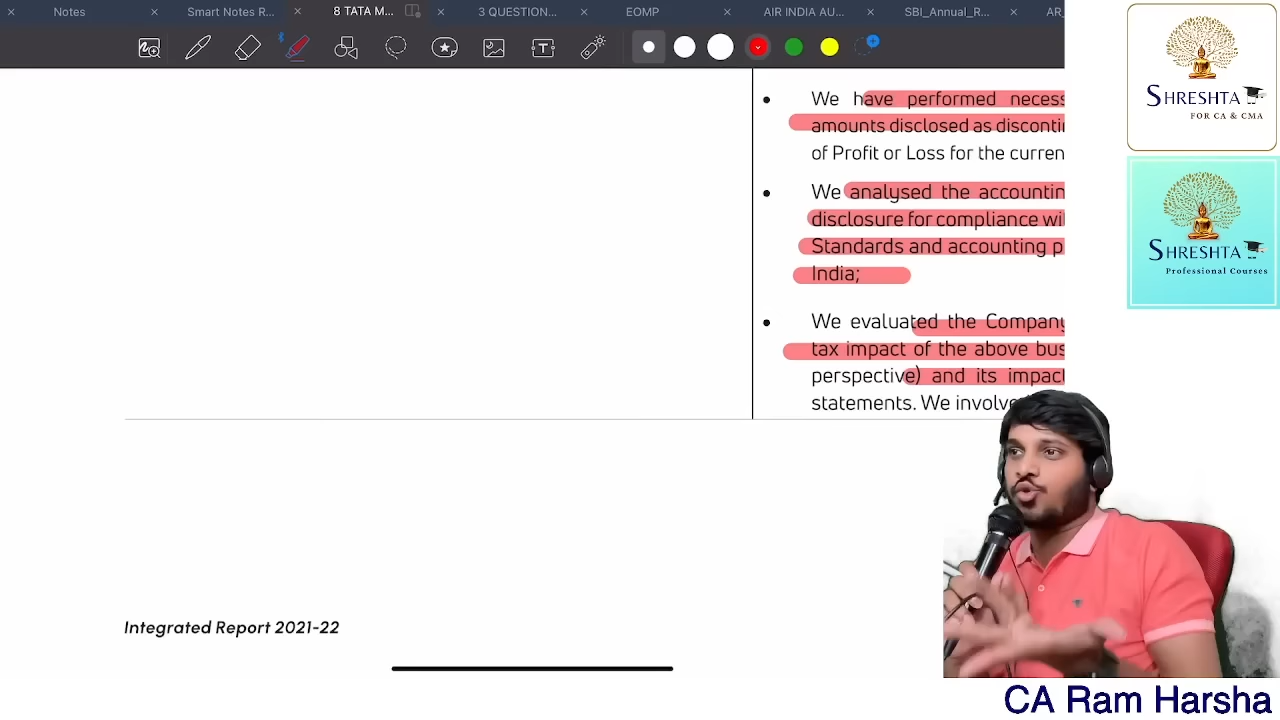 Notes
Smart Notes R...
8 TATA M...
3 QUESTION...
EOMP
AIR INDIA AU...
SBI_Annual_R...
AR_
We have performed necess
amounts disclosed as disconti
of Profit or Loss for the curren
We analysed the accountin
disclosure for compliance wi
Standards and accounting p
India;
We evaluated the Company
tax impact of the above bus
perspective) and its impact
statements. We involve
Integrated Report 2021-22
SHRESHTA
FOR CA & CMA
SHRESHTA
Professional Courses
CA Ram Harsha